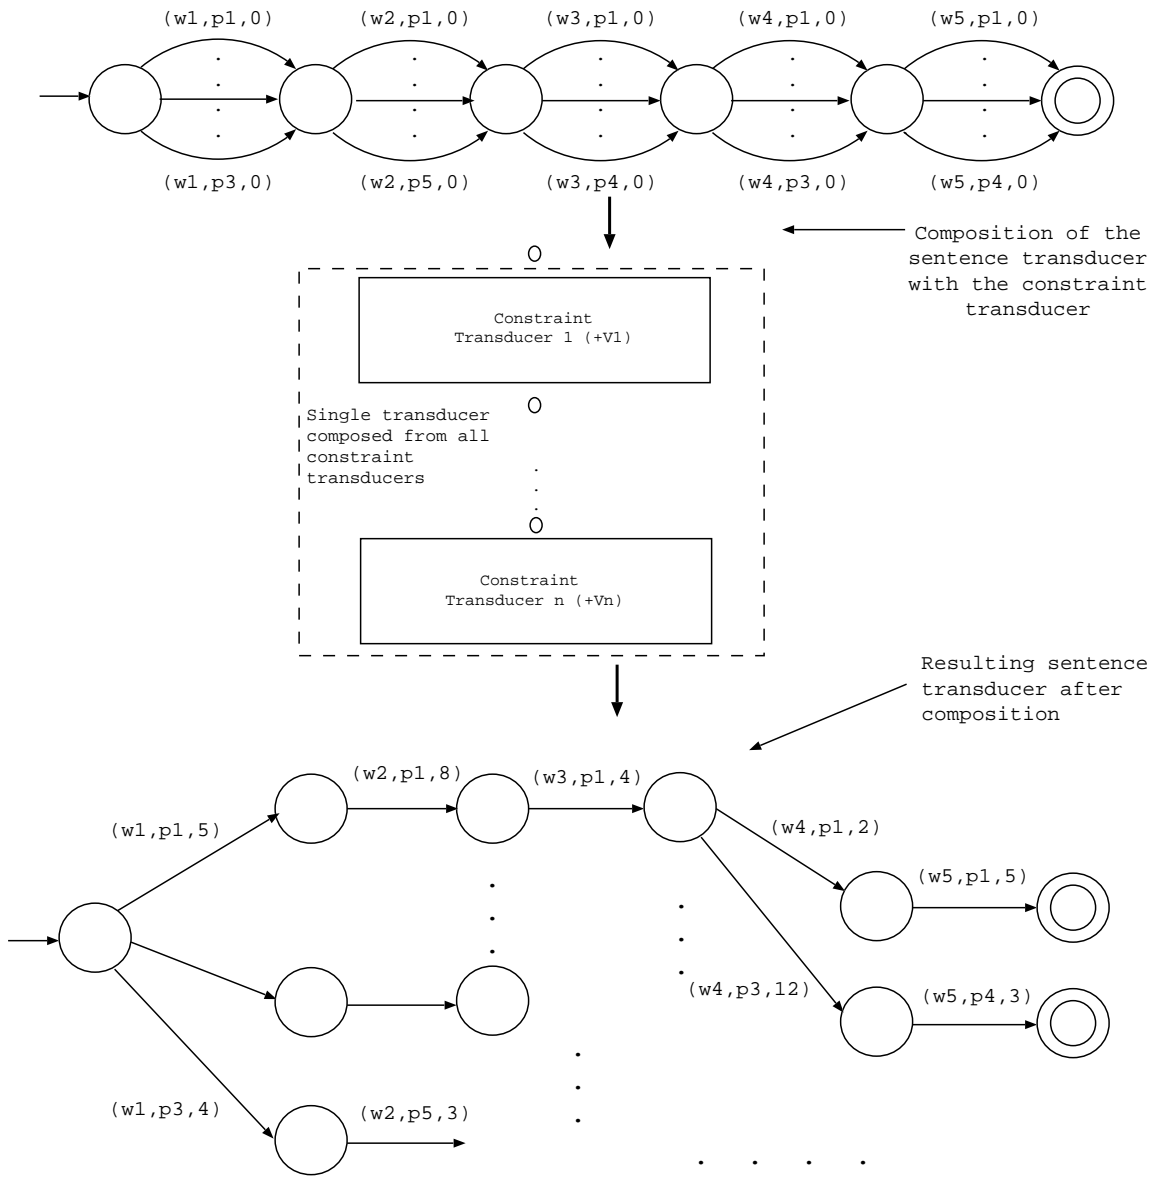 (w1,p1,0) (w2,p1,0) (w3,p1,0) (w4,p1,0) (w5,p1,0)
(w1,p3,0) (w2,p5,0) (w3,p4,0) (w4,p3,0) (w5,p4,0)
Composition of the
sentence transducer
with the constraint
transducer
Constraint
Transducer 1 (+V1)
Single transducer
composed from all
constraint
transducers
Constraint
Transducer n (+Vn)
Resulting sentence
transducer after
composition
(w2,p1,8) (w3,p1,4)
(w1,p1,5) (w4,p1,2)
(w5,p1,5)
(w4,p3,12) (w5,p4,3)
(w1,p3,4) (w2,p5,3)